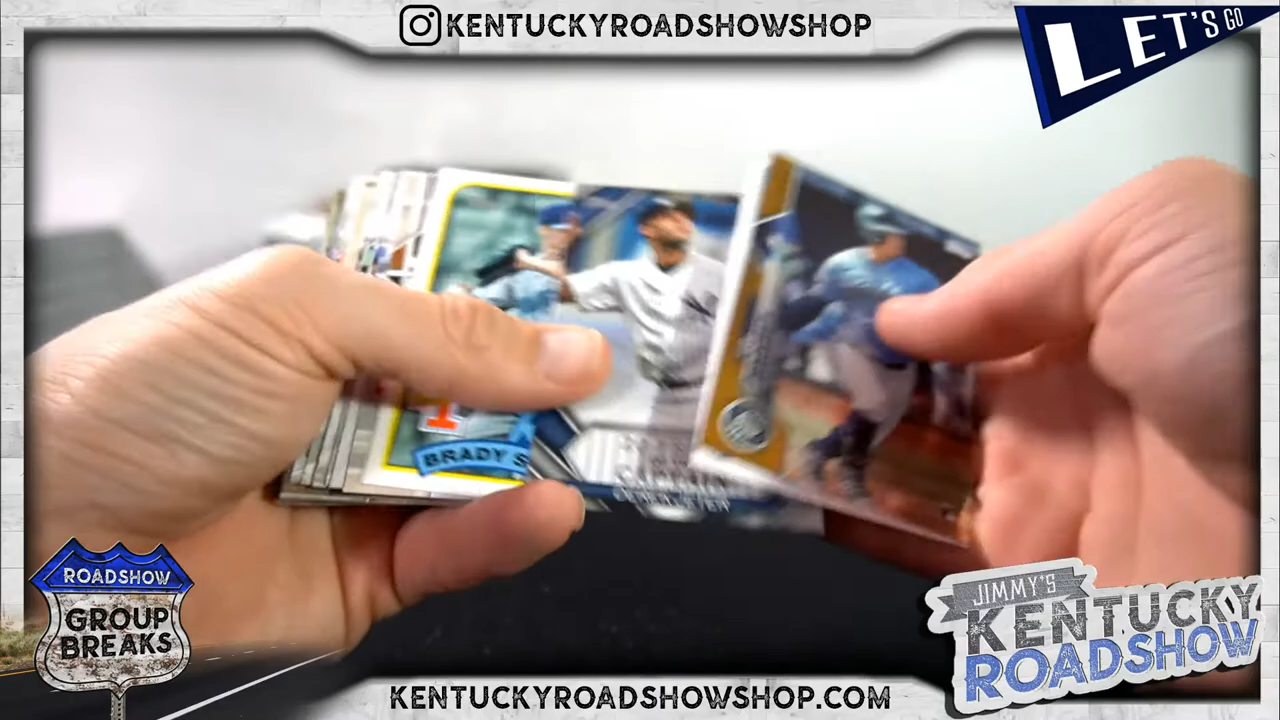 KENTUCKYROADSHOWSHOP
LET'S GO
BRADY S
ROADSHOW
GROUP
BREAKS
JIMMY'S
KENTUCKY
ROADSHOW
KENTUCKYROADSHOWSHOP.COM